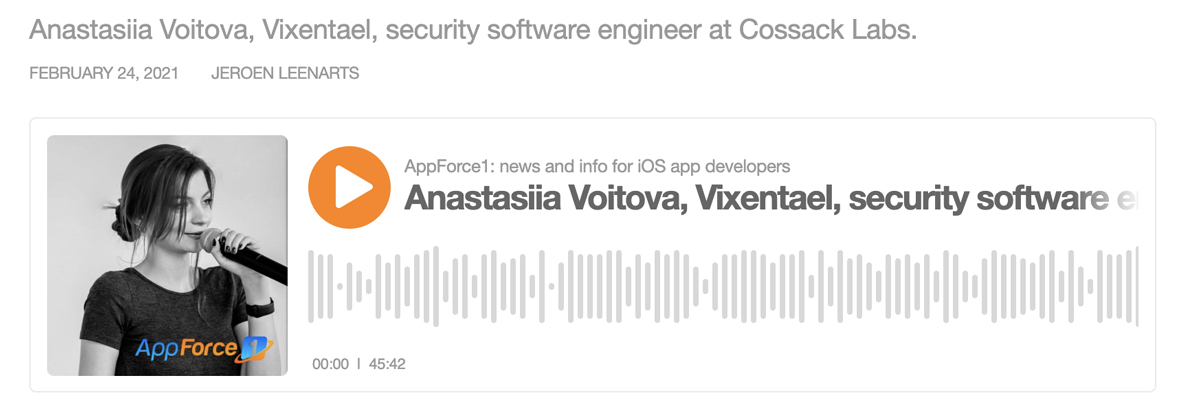 Anastasiia Voitova, Vixentael, security software engineer at Cossack Labs.
FEBRUARY 24, 2021 JEROEN LEENARTS
AppForce1: news and info for iOS app developers
Anastasiia Voitova, Vixentael, security software e
AppForce1
00:00 | 45:42